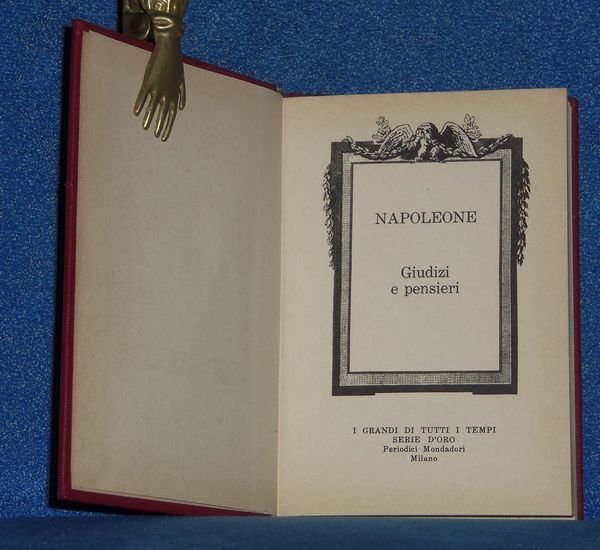 NAPOLEONE
Giudizi
e pensieri
I GRANDI DI TUTTI I TEMPI
SERIE D'ORO
Periodici Mondadori
Milano